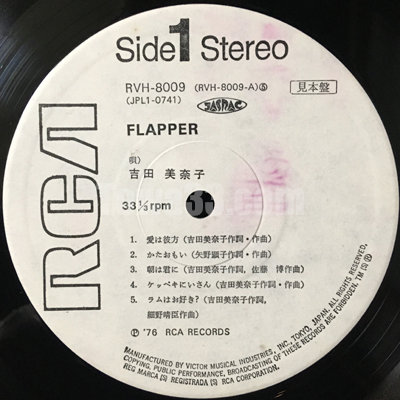 Side 1 Stereo
RVH-8009 (RVH-8009-A)Ⓢ
(JPL1-0741)
JASRAC
見本盤
FLAPPER
唄)
吉田 美奈子
33⅓rpm
RCA
1. 愛は彼方 (吉田美奈子作詞・作曲)
2. かたおもい (矢野顕子作詞・作曲)
3. 朝は君に (吉田美奈子作詞, 佐藤 博作曲)
4. ケッペキにいさん (吉田美奈子作詞・作曲)
5. ラムはお好き? (吉田美奈子作詞,
細野晴臣作曲)
Ⓟ '76 RCA RECORDS
MANUFACTURED BY VICTOR MUSICAL INDUSTRIES, INC., TOKYO, JAPAN. ALL RIGHTS
COPYING, PUBLIC PERFORMANCE, BROADCASTING OF THESE RECORDS ARE FORBIDDEN. TM(S)Ⓡ
REG MARCA(S) REGISTRADA(S) RCA CORPORATION.